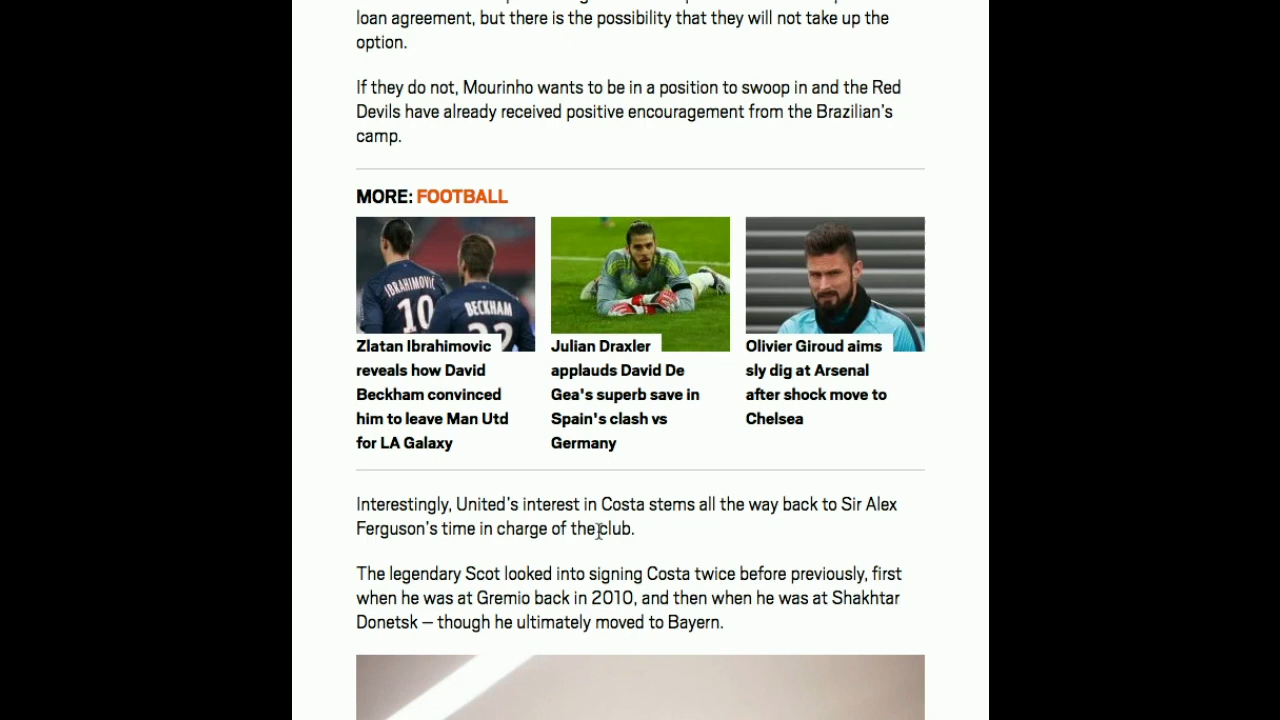 loan agreement, but there is the possibility that they will not take up the
option.
If they do not, Mourinho wants to be in a position to swoop in and the Red
Devils have already received positive encouragement from the Brazilian's
camp.
MORE: FOOTBALL
IBRAHIMOVIC
10
BECKHAM
Zlatan Ibrahimovic
reveals how David
Beckham convinced
him to leave Man Utd
for LA Galaxy
Julian Draxler
applauds David De
Gea's superb save in
Spain's clash vs
Germany
Olivier Giroud aims
sly dig at Arsenal
after shock move to
Chelsea
Interestingly, United's interest in Costa stems all the way back to Sir Alex
Ferguson's time in charge of the club.
The legendary Scot looked into signing Costa twice before previously, first
when he was at Gremio back in 2010, and then when he was at Shakhtar
Donetsk – though he ultimately moved to Bayern.